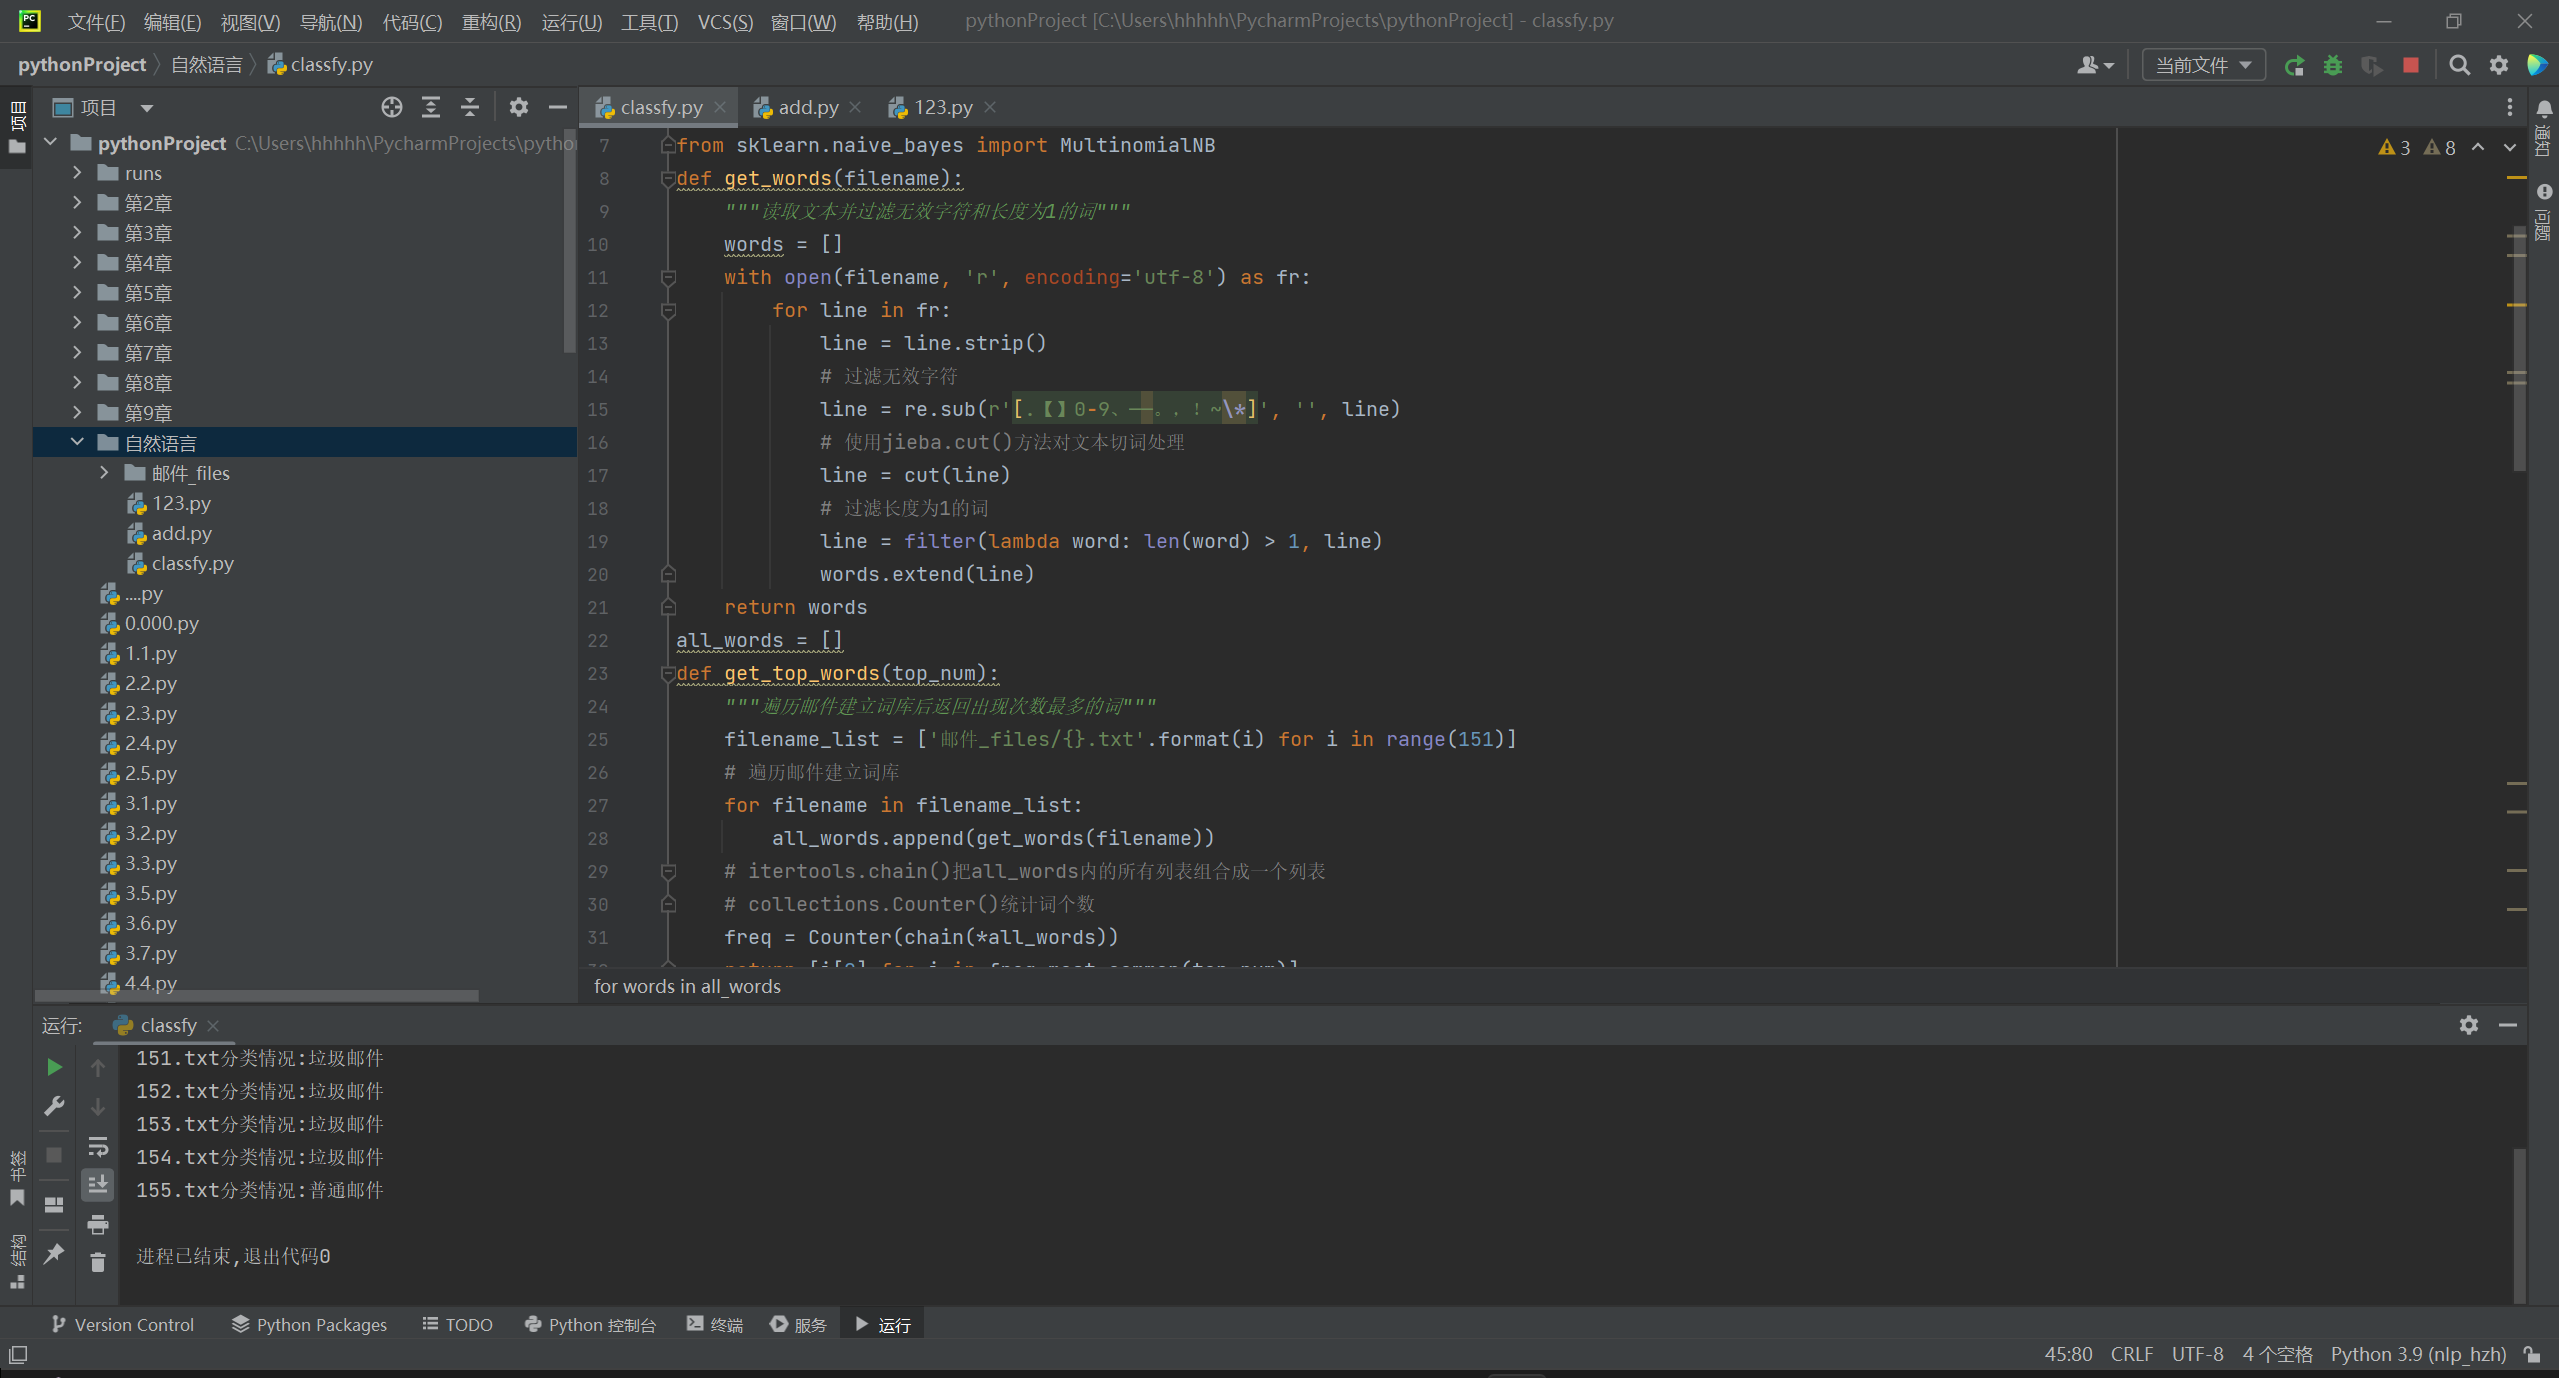 PC 文件(F) 编辑(E) 视图(V) 导航(N) 代码(C) 重构(R) 运行(U) 工具(T) VCS(S) 窗口(W) 帮助(H) pythonProject [C:\Users\hhhhh\PycharmProjects\pythonProject] - classfy.py
pythonProject 自然语言 classfy.py 当前文件
项目
项目
pythonProject C:\Users\hhhhh\PycharmProjects\pytho
runs
第2章
第3章
第4章
第5章
第6章
第7章
第8章
第9章
自然语言
邮件_files
123.py
add.py
classfy.py
....py
0.000.py
1.1.py
2.2.py
2.3.py
2.4.py
2.5.py
3.1.py
3.2.py
3.3.py
3.5.py
3.6.py
3.7.py
4.4.py
classfy.py add.py 123.py
3 8
7 from sklearn.naive_bayes import MultinomialNB
8 def get_words(filename):
9 """读取文本并过滤无效字符和长度为1的词"""
10 words = []
11 with open(filename, 'r', encoding='utf-8') as fr:
12 for line in fr:
13 line = line.strip()
14 # 过滤无效字符
15 line = re.sub(r'[.【】0-9、——。，！~\*]', '', line)
16 # 使用jieba.cut()方法对文本切词处理
17 line = cut(line)
18 # 过滤长度为1的词
19 line = filter(lambda word: len(word) > 1, line)
20 words.extend(line)
21 return words
22 all_words = []
23 def get_top_words(top_num):
24 """遍历邮件建立词库后返回出现次数最多的词"""
25 filename_list = ['邮件_files/{}.txt'.format(i) for i in range(151)]
26 # 遍历邮件建立词库
27 for filename in filename_list:
28 all_words.append(get_words(filename))
29 # itertools.chain()把all_words内的所有列表组合成一个列表
30 # collections.Counter()统计词个数
31 freq = Counter(chain(*all_words))
for words in all_words
通知
问题
运行: classfy
151.txt分类情况:垃圾邮件
152.txt分类情况:垃圾邮件
153.txt分类情况:垃圾邮件
154.txt分类情况:垃圾邮件
155.txt分类情况:普通邮件
进程已结束,退出代码0
书签
结构
Version Control Python Packages TODO Python 控制台 终端 服务 运行
45:80 CRLF UTF-8 4 个空格 Python 3.9 (nlp_hzh)